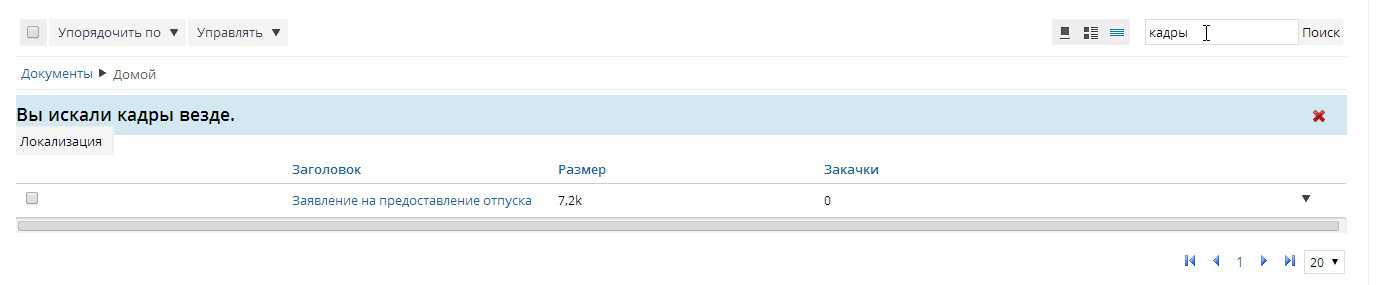 Упорядочить по Управлять кадры Поиск
Документы Домой
Вы искали кадры везде.
Локализация
Заголовок Размер Закачки
Заявление на предоставление отпуска 7,2k 0
1 20